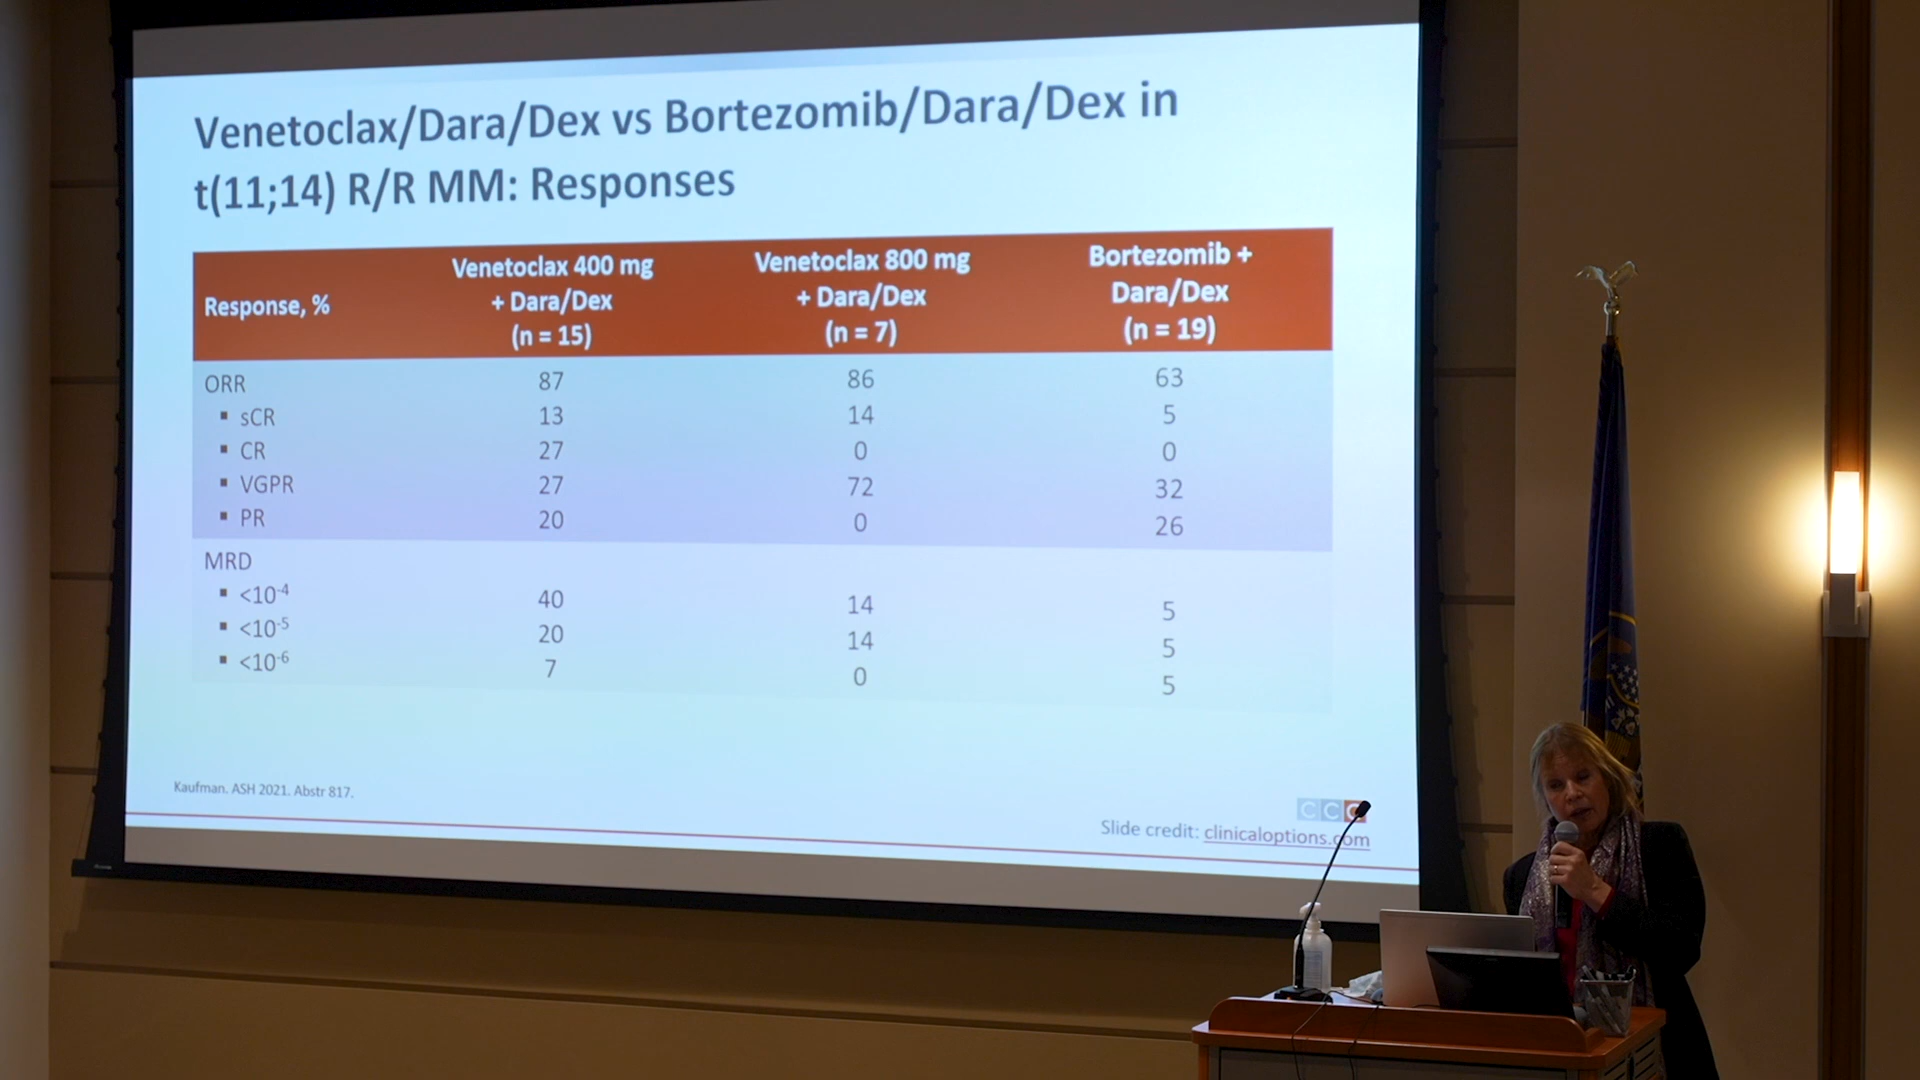 Venetoclax/Dara/Dex vs Bortezomib/Dara/Dex in
t(11;14) R/R MM: Responses
Response, % Venetoclax 400 mg + Dara/Dex (n = 15) Venetoclax 800 mg + Dara/Dex (n = 7) Bortezomib + Dara/Dex (n = 19)
ORR 87 86 63
▪ sCR 13 14 5
▪ CR 27 0 0
▪ VGPR 27 72 32
▪ PR 20 0 26
MRD
▪ <10⁻⁴ 40 14 5
▪ <10⁻⁵ 20 14 5
▪ <10⁻⁶ 7 0 5
Kaufman. ASH 2021. Abstr 817.
CCO
Slide credit: clinicaloptions.com